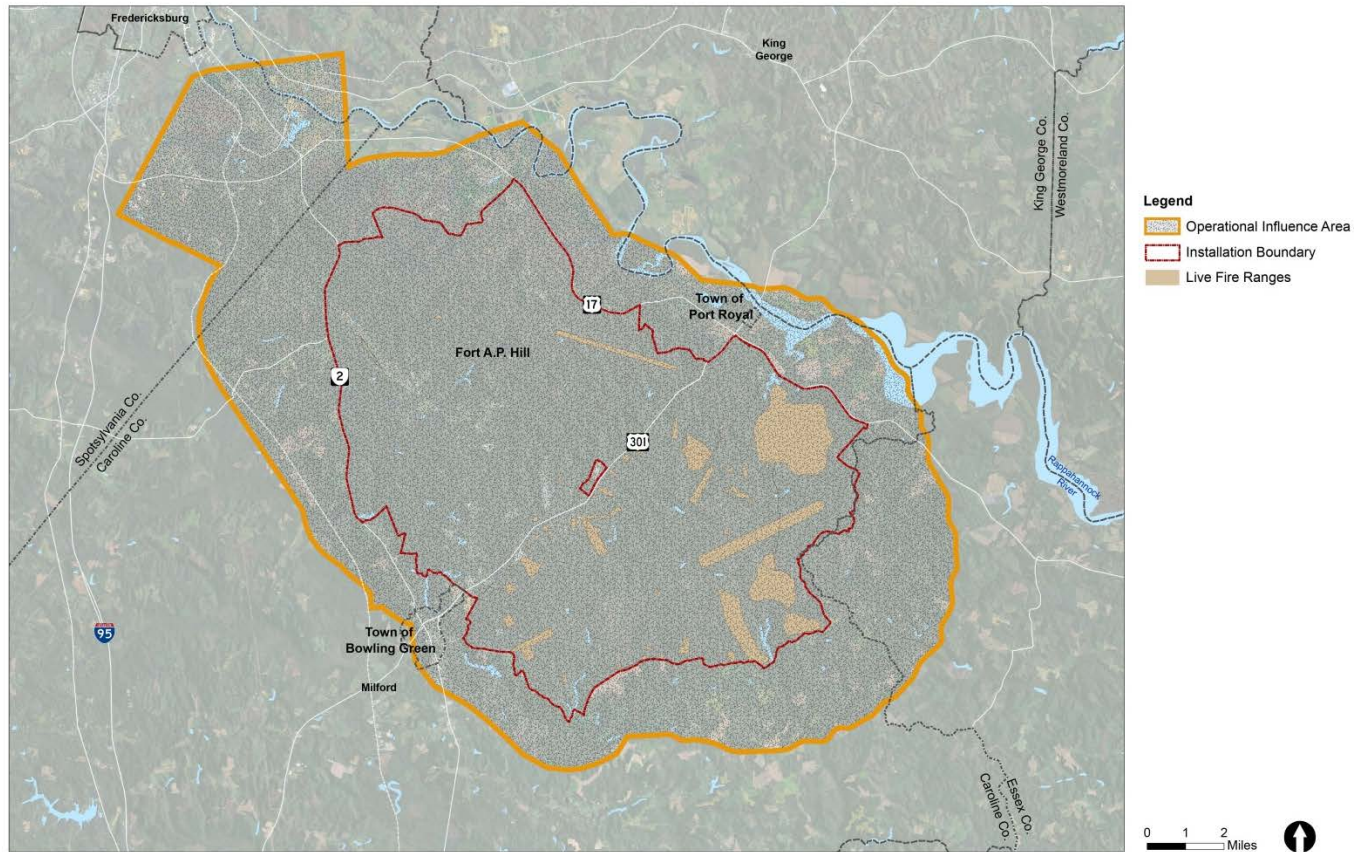 Fredericksburg
King
George
King George Co.
Westmoreland Co.
Legend
Operational Influence Area
Installation Boundary
Live Fire Ranges
17
Town of
Port Royal
Fort A.P. Hill
2
301
Spotsylvania Co.
Caroline Co.
Rappahannock
River
95
Town of
Bowling Green
Milford
Essex Co.
Caroline Co.
0 1 2
Miles